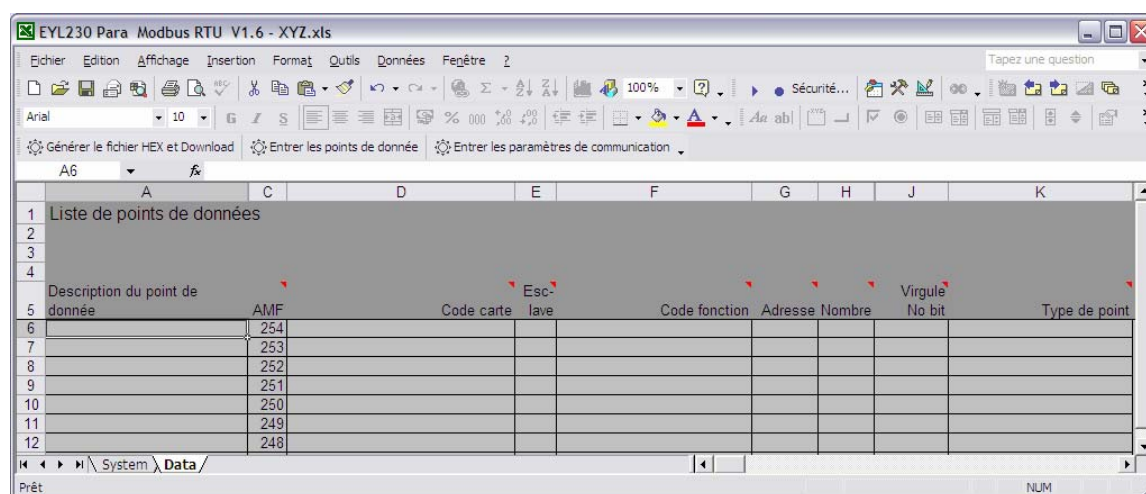 EYL230 Para Modbus RTU V1.6 - XYZ.xls
Fichier Edition Affichage Insertion Format Outils Données Fenêtre ? Tapez une question
100% Sécurité...
Arial 10 G I S % 000
Générer le fichier HEX et Download Entrer les points de donnée Entrer les paramètres de communication
A6 fx
A C D E F G H J K
1 Liste de points de données
2
3
4
Description du point de Esc- Virgule
5 donnée AMF Code carte lave Code fonction Adresse Nombre No bit Type de point
6 254
7 253
8 252
9 251
10 250
11 249
12 248
System Data
Prêt NUM